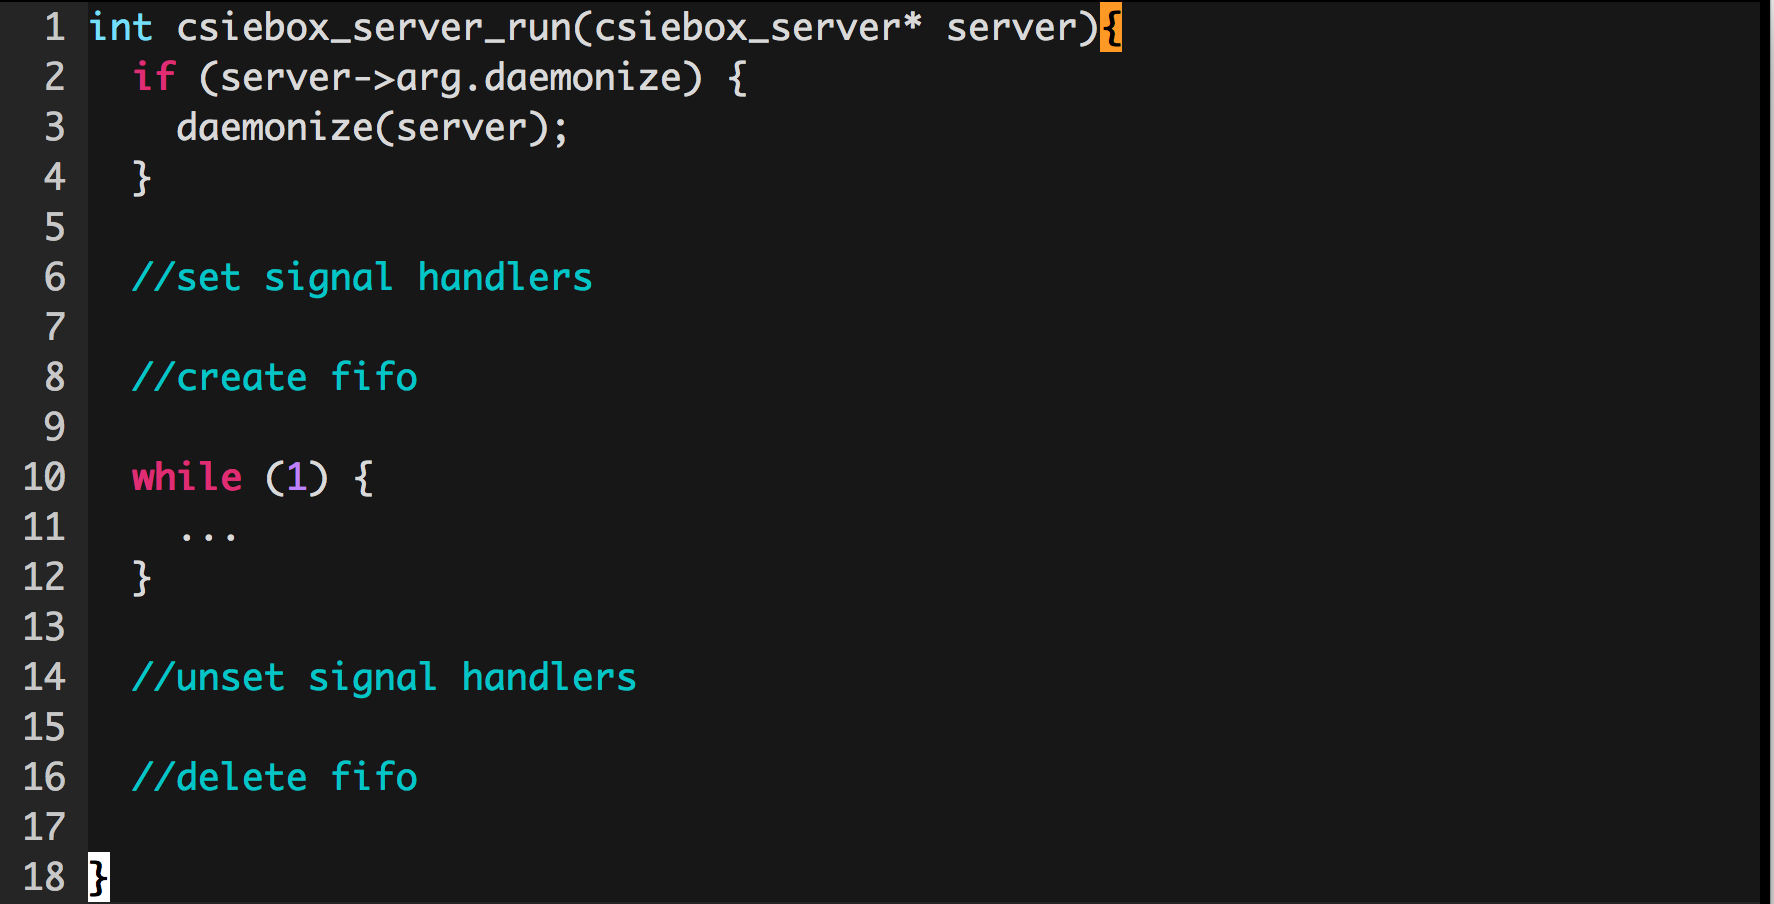 1 int csiebox_server_run(csiebox_server* server){
2   if (server->arg.daemonize) {
3     daemonize(server);
4   }
5
6   //set signal handlers
7
8   //create fifo
9
10   while (1) {
11     ...
12   }
13
14   //unset signal handlers
15
16   //delete fifo
17
18 }